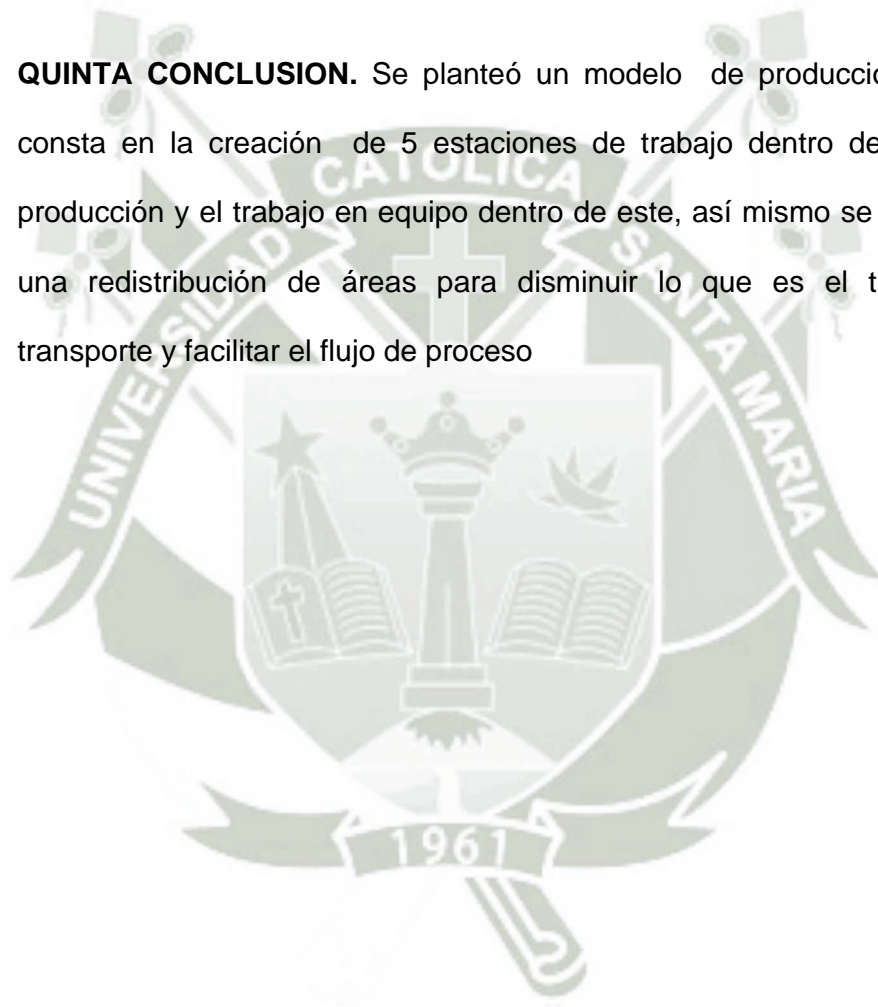 QUINTA CONCLUSION. Se planteó un modelo de producci
consta en la creación de 5 estaciones de trabajo dentro de
producción y el trabajo en equipo dentro de este, así mismo se
una redistribución de áreas para disminuir lo que es el t
transporte y facilitar el flujo de proceso
UNIVERSIDAD CATOLICA SANTA MARIA
1961